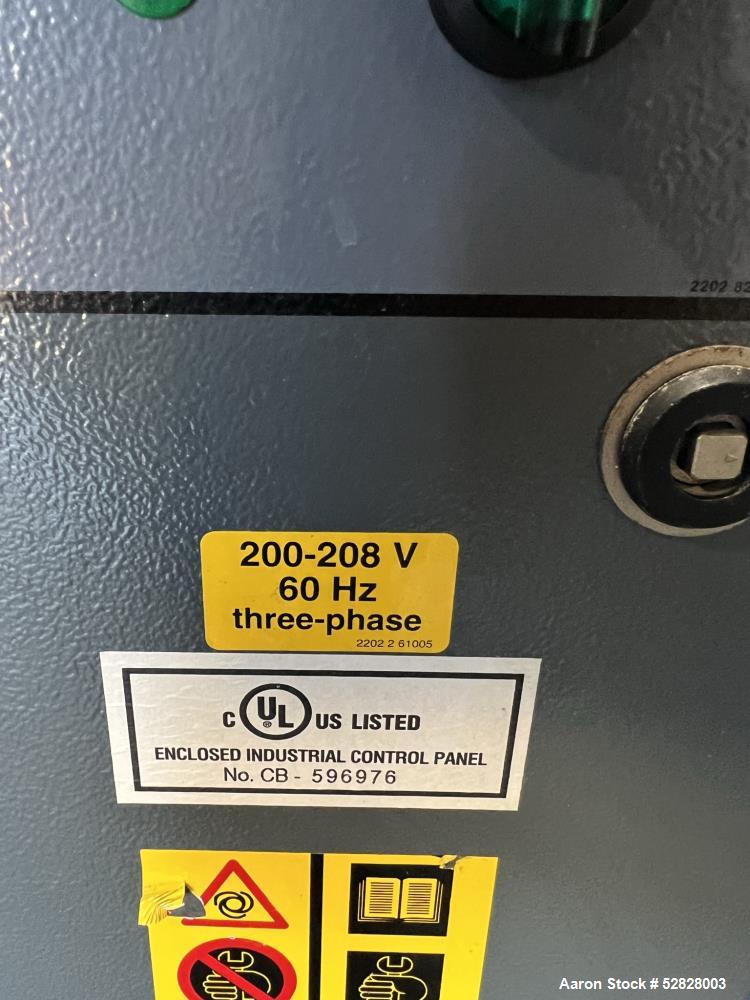 2202 82
200-208 V
60 Hz
three-phase
2202 2 61005
C UL ® US LISTED
ENCLOSED INDUSTRIAL CONTROL PANEL
No. CB - 596976
Aaron Stock # 52828003